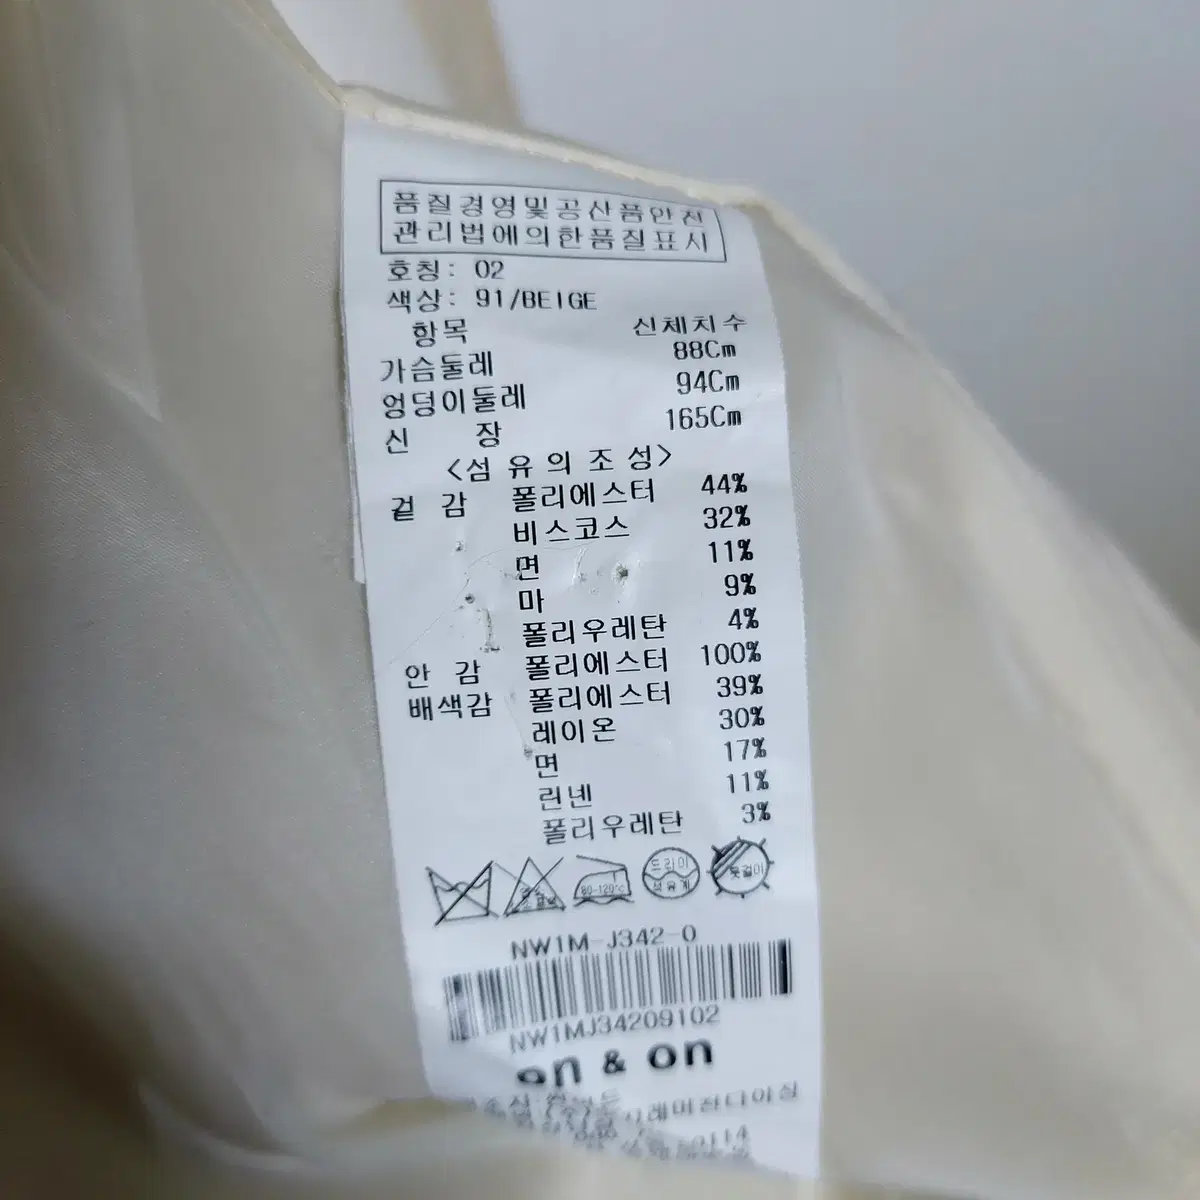 품질경영및공산품안전
관리법에의한품질표시
호칭: 02
색상: 91/BEIGE
항목 신체치수
가슴둘레 88Cm
엉덩이둘레 94Cm
신 장 165Cm
<섬 유 의 조 성>
겉 감 폴리에스터 44%
비스코스 32%
면 11%
마 9%
폴리우레탄 4%
안 감 폴리에스터 100%
배색감 폴리에스터 39%
레이온 30%
면 17%
린넨 11%
폴리우레탄 3%
80-120℃ 드라이 옷걸이
석유계
NW1M-J342-0
NW1MJ34209102
on & on